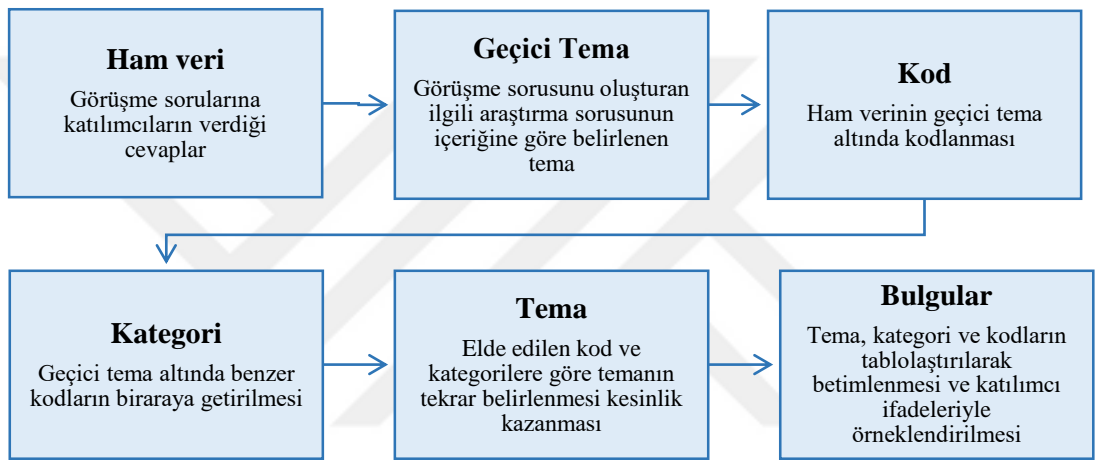 Ham veri
Görüşme sorularına
katılımcıların verdiği
cevaplar
Geçici Tema
Görüşme sorusunu oluşturan
ilgili araştırma sorusunun
içeriğine göre belirlenen
tema
Kod
Ham verinin geçici tema
altında kodlanması
Kategori
Geçici tema altında benzer
kodların biraraya getirilmesi
Tema
Elde edilen kod ve
kategorilere göre temanın
tekrar belirlenmesi kesinlik
kazanması
Bulgular
Tema, kategori ve kodların
tablolaştırılarak
betimlenmesi ve katılımcı
ifadeleriyle
örneklendirilmesi